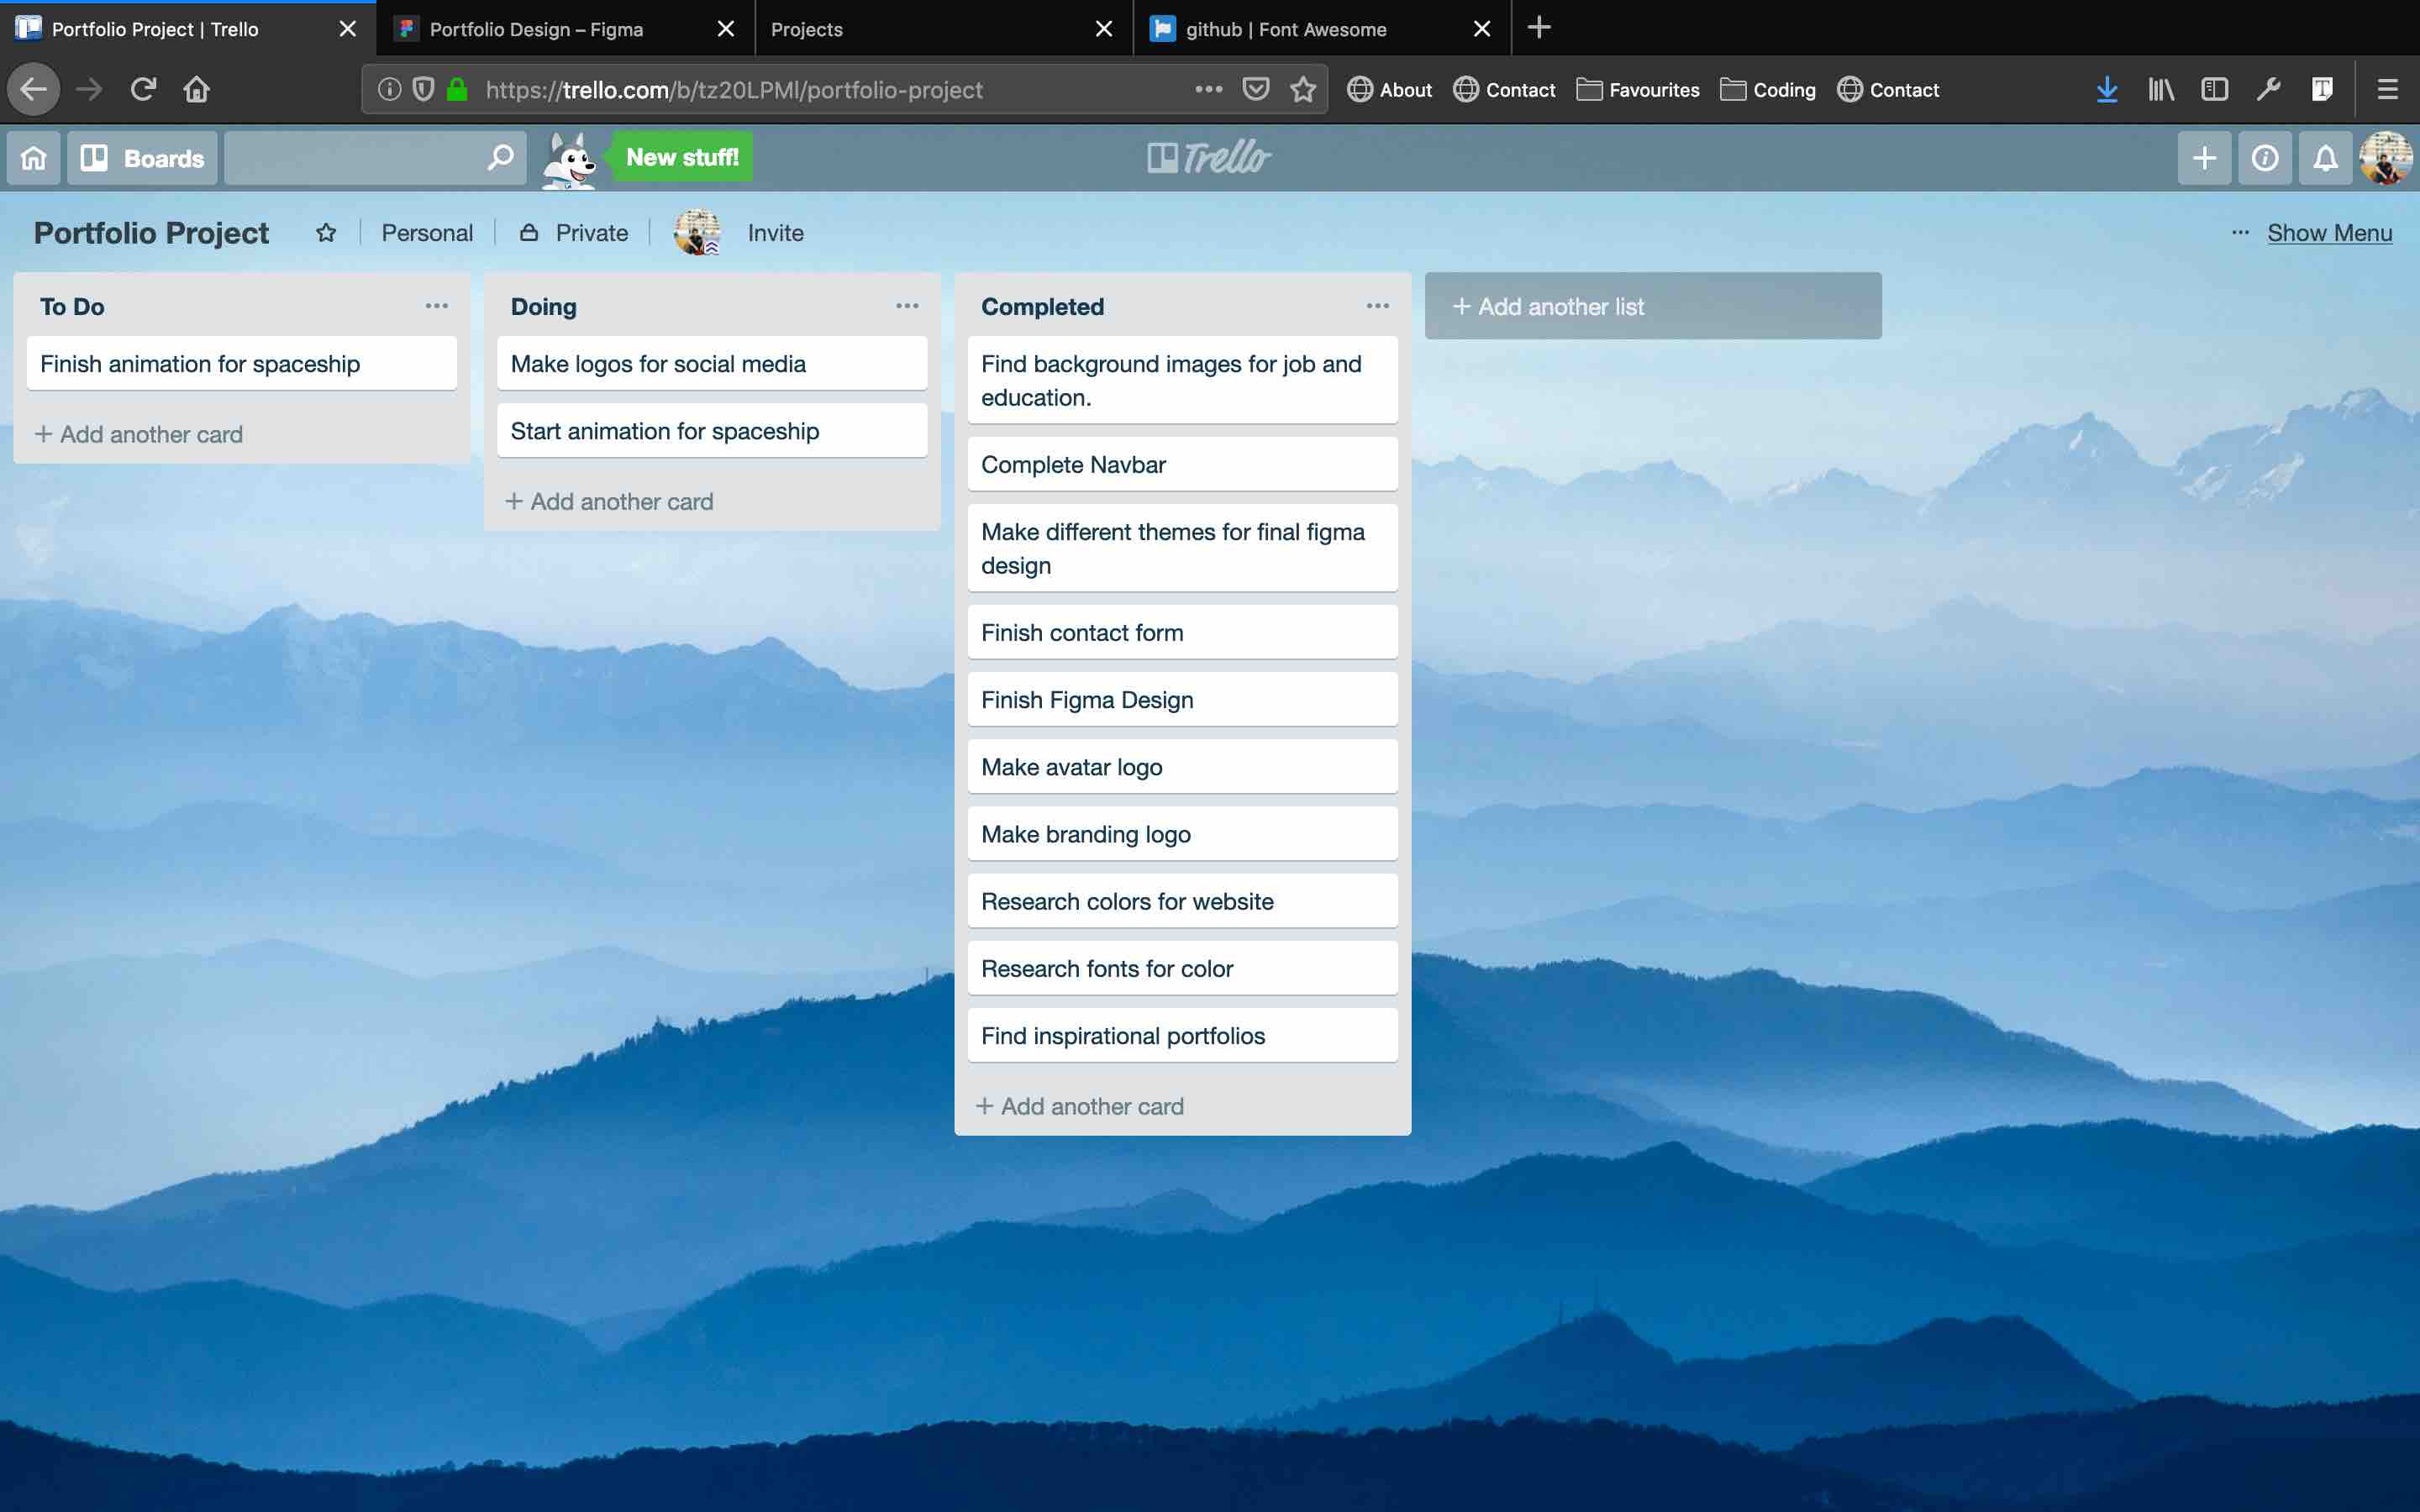 Portfolio Project | Trello
Portfolio Design – Figma
Projects
github | Font Awesome
https://trello.com/b/tz20LPMl/portfolio-project
About
Contact
Favourites
Coding
Contact
Boards
New stuff!
Trello
Portfolio Project
Personal
Private
Invite
Show Menu
To Do
Finish animation for spaceship
+ Add another card
Doing
Make logos for social media
Start animation for spaceship
+ Add another card
Completed
Find background images for job and
education.
Complete Navbar
Make different themes for final figma
design
Finish contact form
Finish Figma Design
Make avatar logo
Make branding logo
Research colors for website
Research fonts for color
Find inspirational portfolios
+ Add another card
+ Add another list